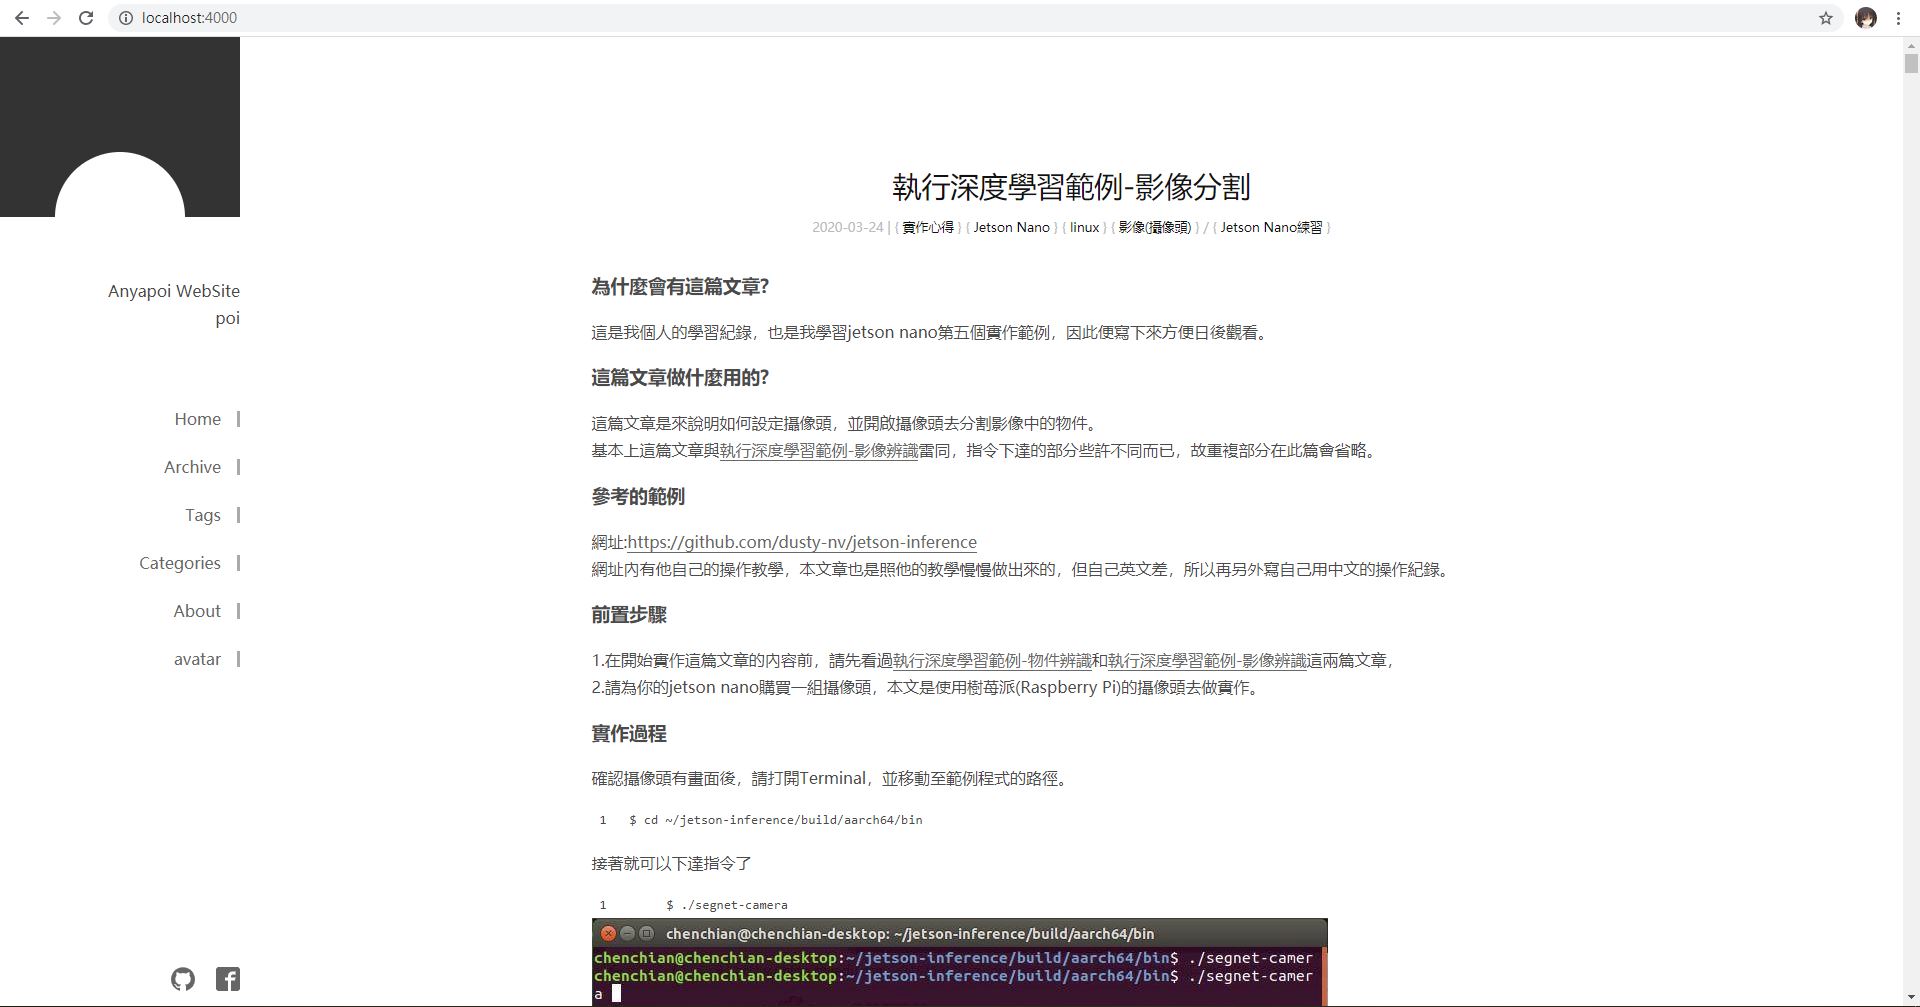 localhost:4000
Anyapoi WebSite
poi
Home
Archive
Tags
Categories
About
avatar
執行深度學習範例-影像分割
2020-03-24 | { 實作心得 } { Jetson Nano } { linux } { 影像(攝像頭) } / { Jetson Nano練習 }
為什麼會有這篇文章?
這是我個人的學習紀錄，也是我學習jetson nano第五個實作範例，因此便寫下來方便日後觀看。
這篇文章做什麼用的?
這篇文章是來說明如何設定攝像頭，並開啟攝像頭去分割影像中的物件。
基本上這篇文章與執行深度學習範例-影像辨識雷同，指令下達的部分些許不同而已，故重複部分在此篇會省略。
參考的範例
網址:https://github.com/dusty-nv/jetson-inference
網址內有他自己的操作教學，本文章也是照他的教學慢慢做出來的，但自己英文差，所以再另外寫自己用中文的操作紀錄。
前置步驟
1.在開始實作這篇文章的內容前，請先看過執行深度學習範例-物件辨識和執行深度學習範例-影像辨識這兩篇文章，
2.請為你的jetson nano購買一組攝像頭，本文是使用樹苺派(Raspberry Pi)的攝像頭去做實作。
實作過程
確認攝像頭有畫面後，請打開Terminal，並移動至範例程式的路徑。
1 $ cd ~/jetson-inference/build/aarch64/bin
接著就可以下達指令了
1 $ ./segnet-camera
chenchian@chenchian-desktop: ~/jetson-inference/build/aarch64/bin
chenchian@chenchian-desktop:~/jetson-inference/build/aarch64/bin$ ./segnet-camer
chenchian@chenchian-desktop:~/jetson-inference/build/aarch64/bin$ ./segnet-camer
a